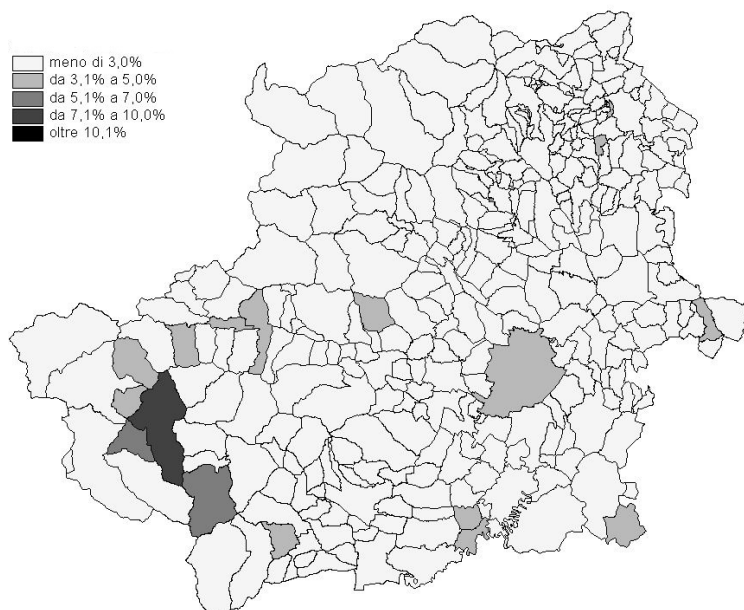 meno di 3,0%
da 3,1% a 5,0%
da 5,1% a 7,0%
da 7,1% a 10,0%
oltre 10,1%